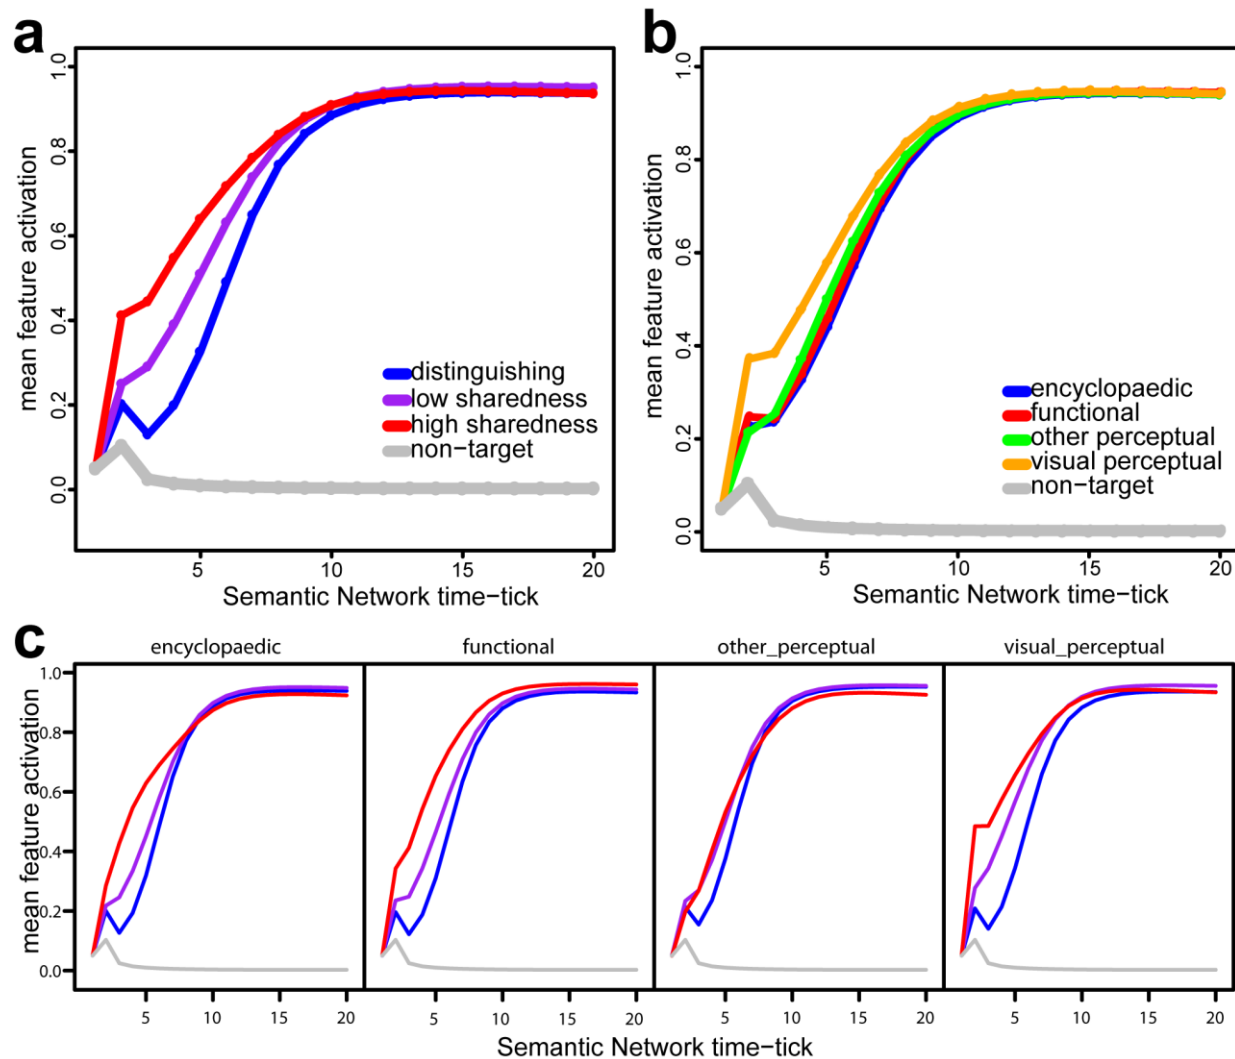 a
mean feature activation
1.0
0.8
0.6
0.4
0.2
0.0
distinguishing
low sharedness
high sharedness
non-target
5
10
15
20
Semantic Network time-tick
b
mean feature activation
1.0
0.8
0.6
0.4
0.2
0.0
encyclopaedic
functional
other perceptual
visual perceptual
non-target
5
10
15
20
Semantic Network time-tick
c
encyclopaedic functional other_perceptual visual_perceptual
mean feature activation
1.0
0.8
0.6
0.4
0.2
0.0
5 10 15 20 5 10 15 20 5 10 15 20 5 10 15 20
Semantic Network time-tick